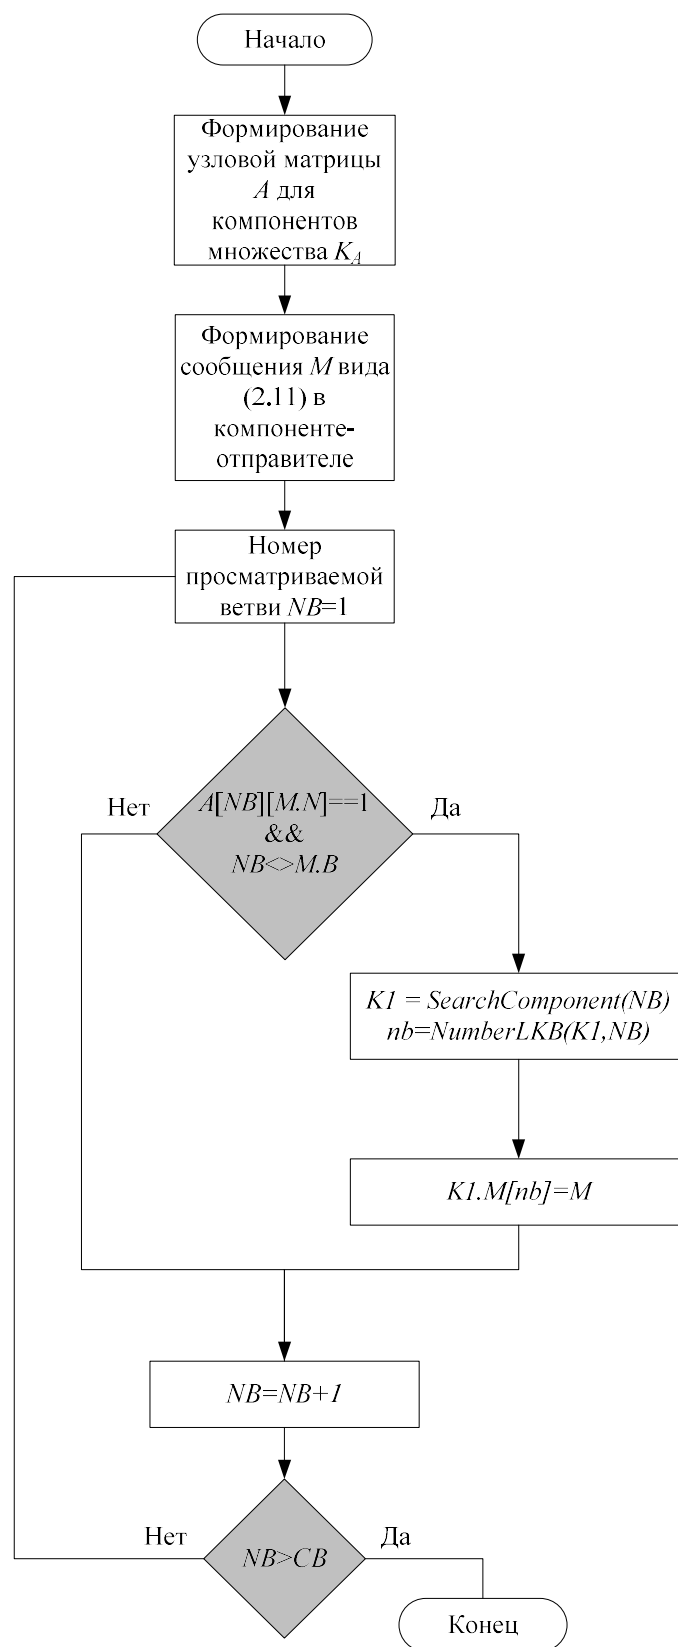 Начало
Формирование
узловой матрицы
A для
компонентов
множества K_A
Формирование
сообщения M вида
(2.11) в
компоненте-
отправителе
Номер
просматриваемой
ветви NB=1
Нет
A[NB][M.N]==1
&&
NB<>M.B
Да
K1 = SearchComponent(NB)
nb=NumberLKB(K1,NB)
K1.M[nb]=M
NB=NB+1
Нет
NB>CB
Да
Конец